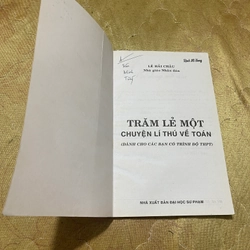 LÊ HẢI CHÂU
Nhà giáo Nhân dân
TRĂM LẺ MỘT
CHUYỆN LÍ THÚ VỀ TOÁN
(DÀNH CHO CÁC BẠN CÓ TRÌNH ĐỘ THPT)
NHÀ XUẤT BẢN ĐẠI HỌC SƯ PHẠM